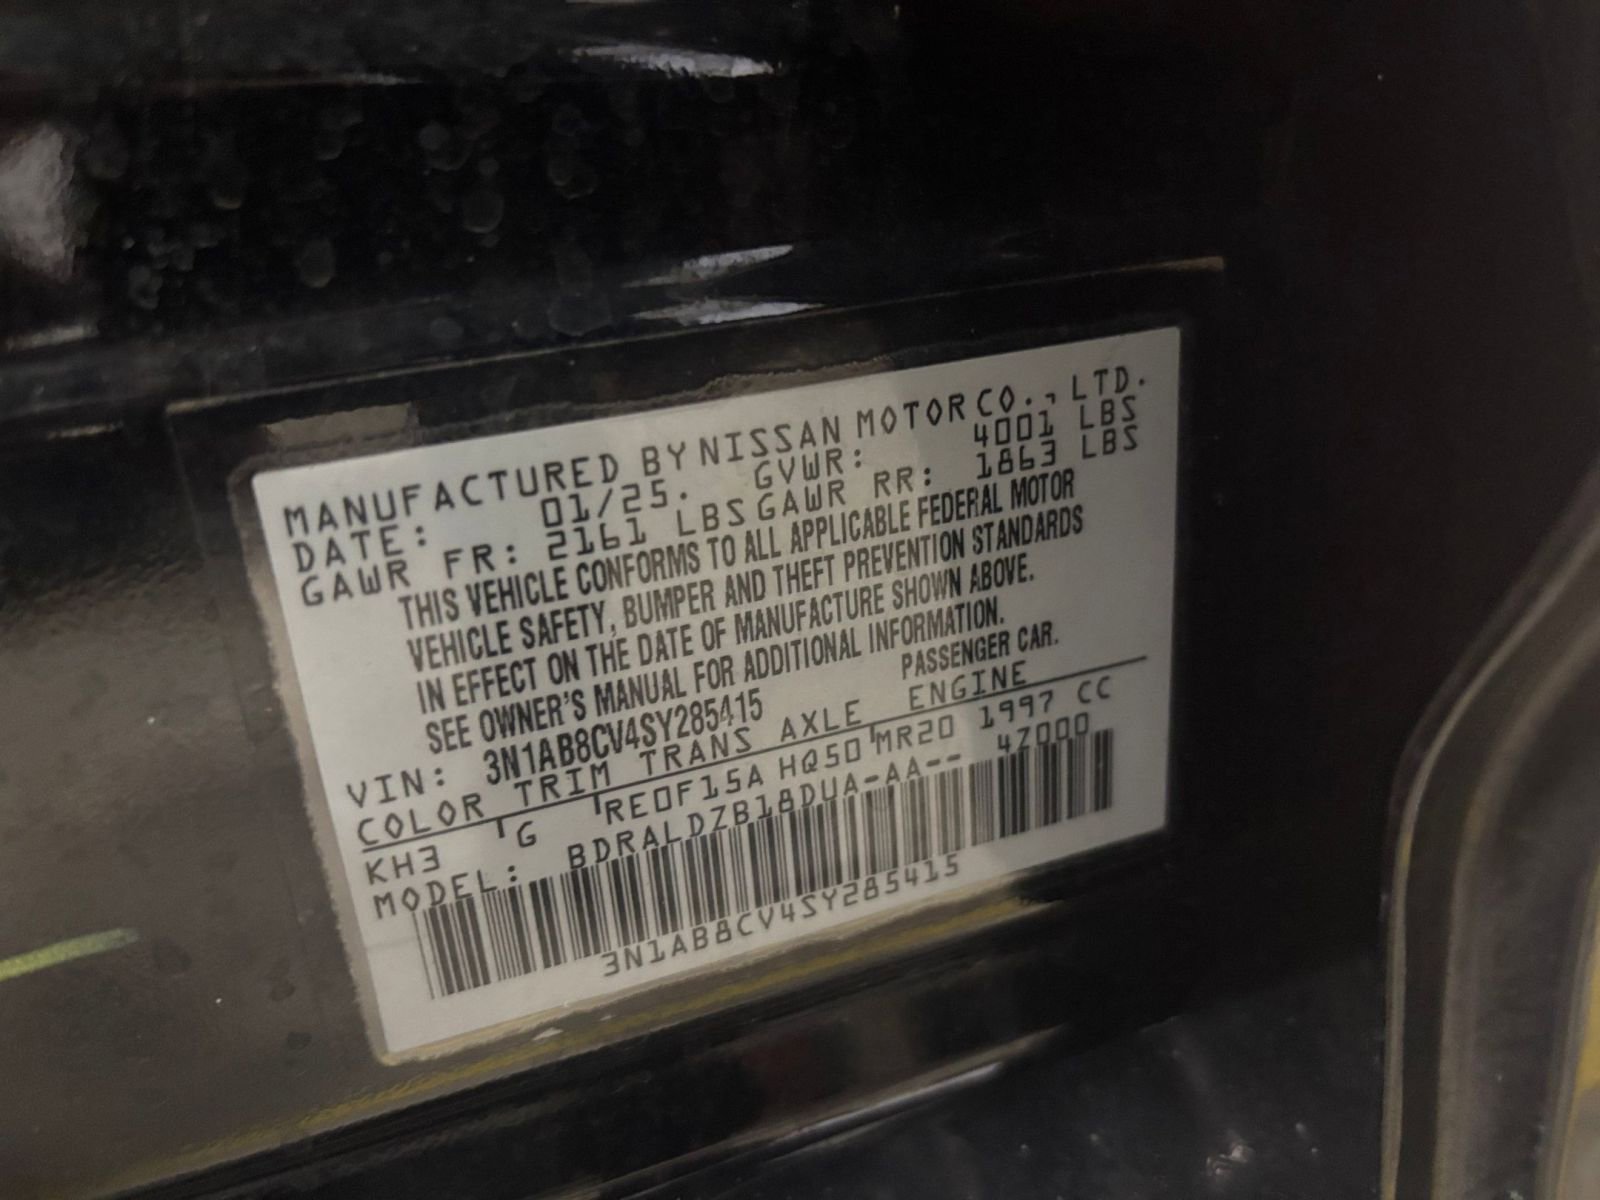 MANUFACTURED BY NISSAN MOTOR CO., LTD.
DATE: 01/25. GVWR: 4001 LBS
GAWR FR: 2161 LBS GAWR RR: 1863 LBS
THIS VEHICLE CONFORMS TO ALL APPLICABLE FEDERAL MOTOR
VEHICLE SAFETY, BUMPER AND THEFT PREVENTION STANDARDS
IN EFFECT ON THE DATE OF MANUFACTURE SHOWN ABOVE.
SEE OWNER'S MANUAL FOR ADDITIONAL INFORMATION.
VIN: 3N1AB8CV4SY285415 PASSENGER CAR.
COLOR TRIM TRANS AXLE ENGINE
KH3 G RE0F15A HQ50 MR20 1997 CC
MODEL: BDRALDZB18DUA-AA-- 4Z000
3N1AB8CV4SY285415